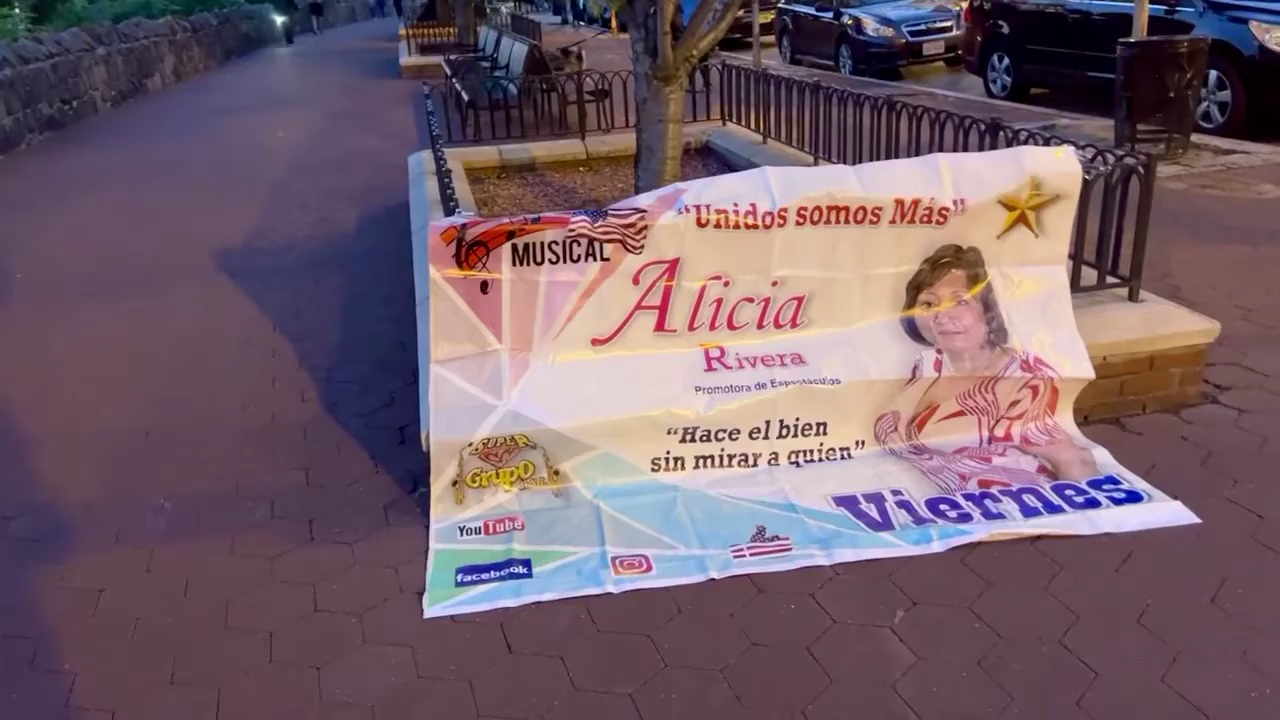 “Unidos somos Más”
MUSICAL
Alicia
Rivera
Promotora de Espectáculos
“Hace el bien
sin mirar a quien”
SUPER
GrupO
Viernes
YouTube
facebook